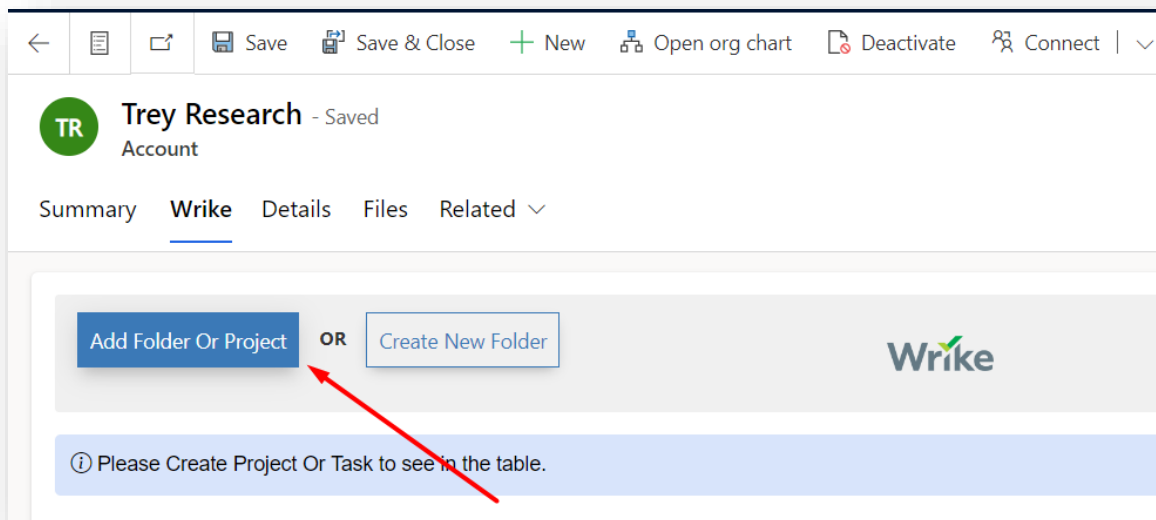 Save Save & Close New Open org chart Deactivate Connect
TR Trey Research - Saved
Account
Summary Wrike Details Files Related
Add Folder Or Project OR Create New Folder Wrike
Please Create Project Or Task to see in the table.